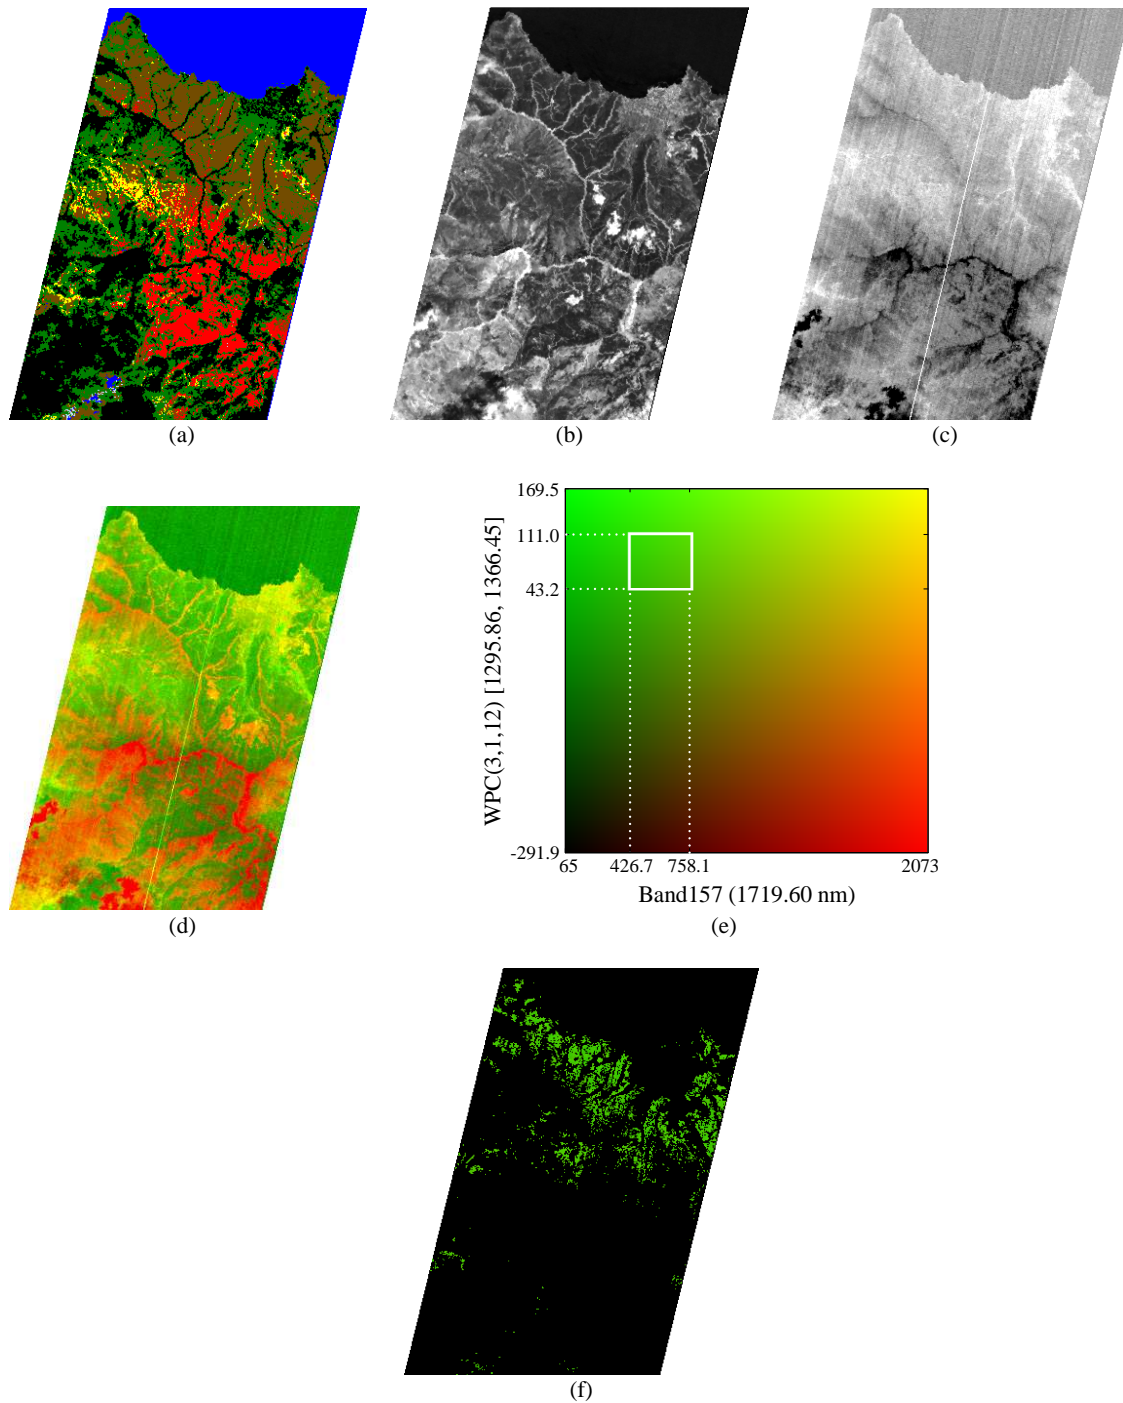 (a)
(b)
(c)
(d)
169.5
111.0
43.2
-291.9
WPC(3,1,12) [1295.86, 1366.45]
65
426.7
758.1
2073
Band157 (1719.60 nm)
(e)
(f)